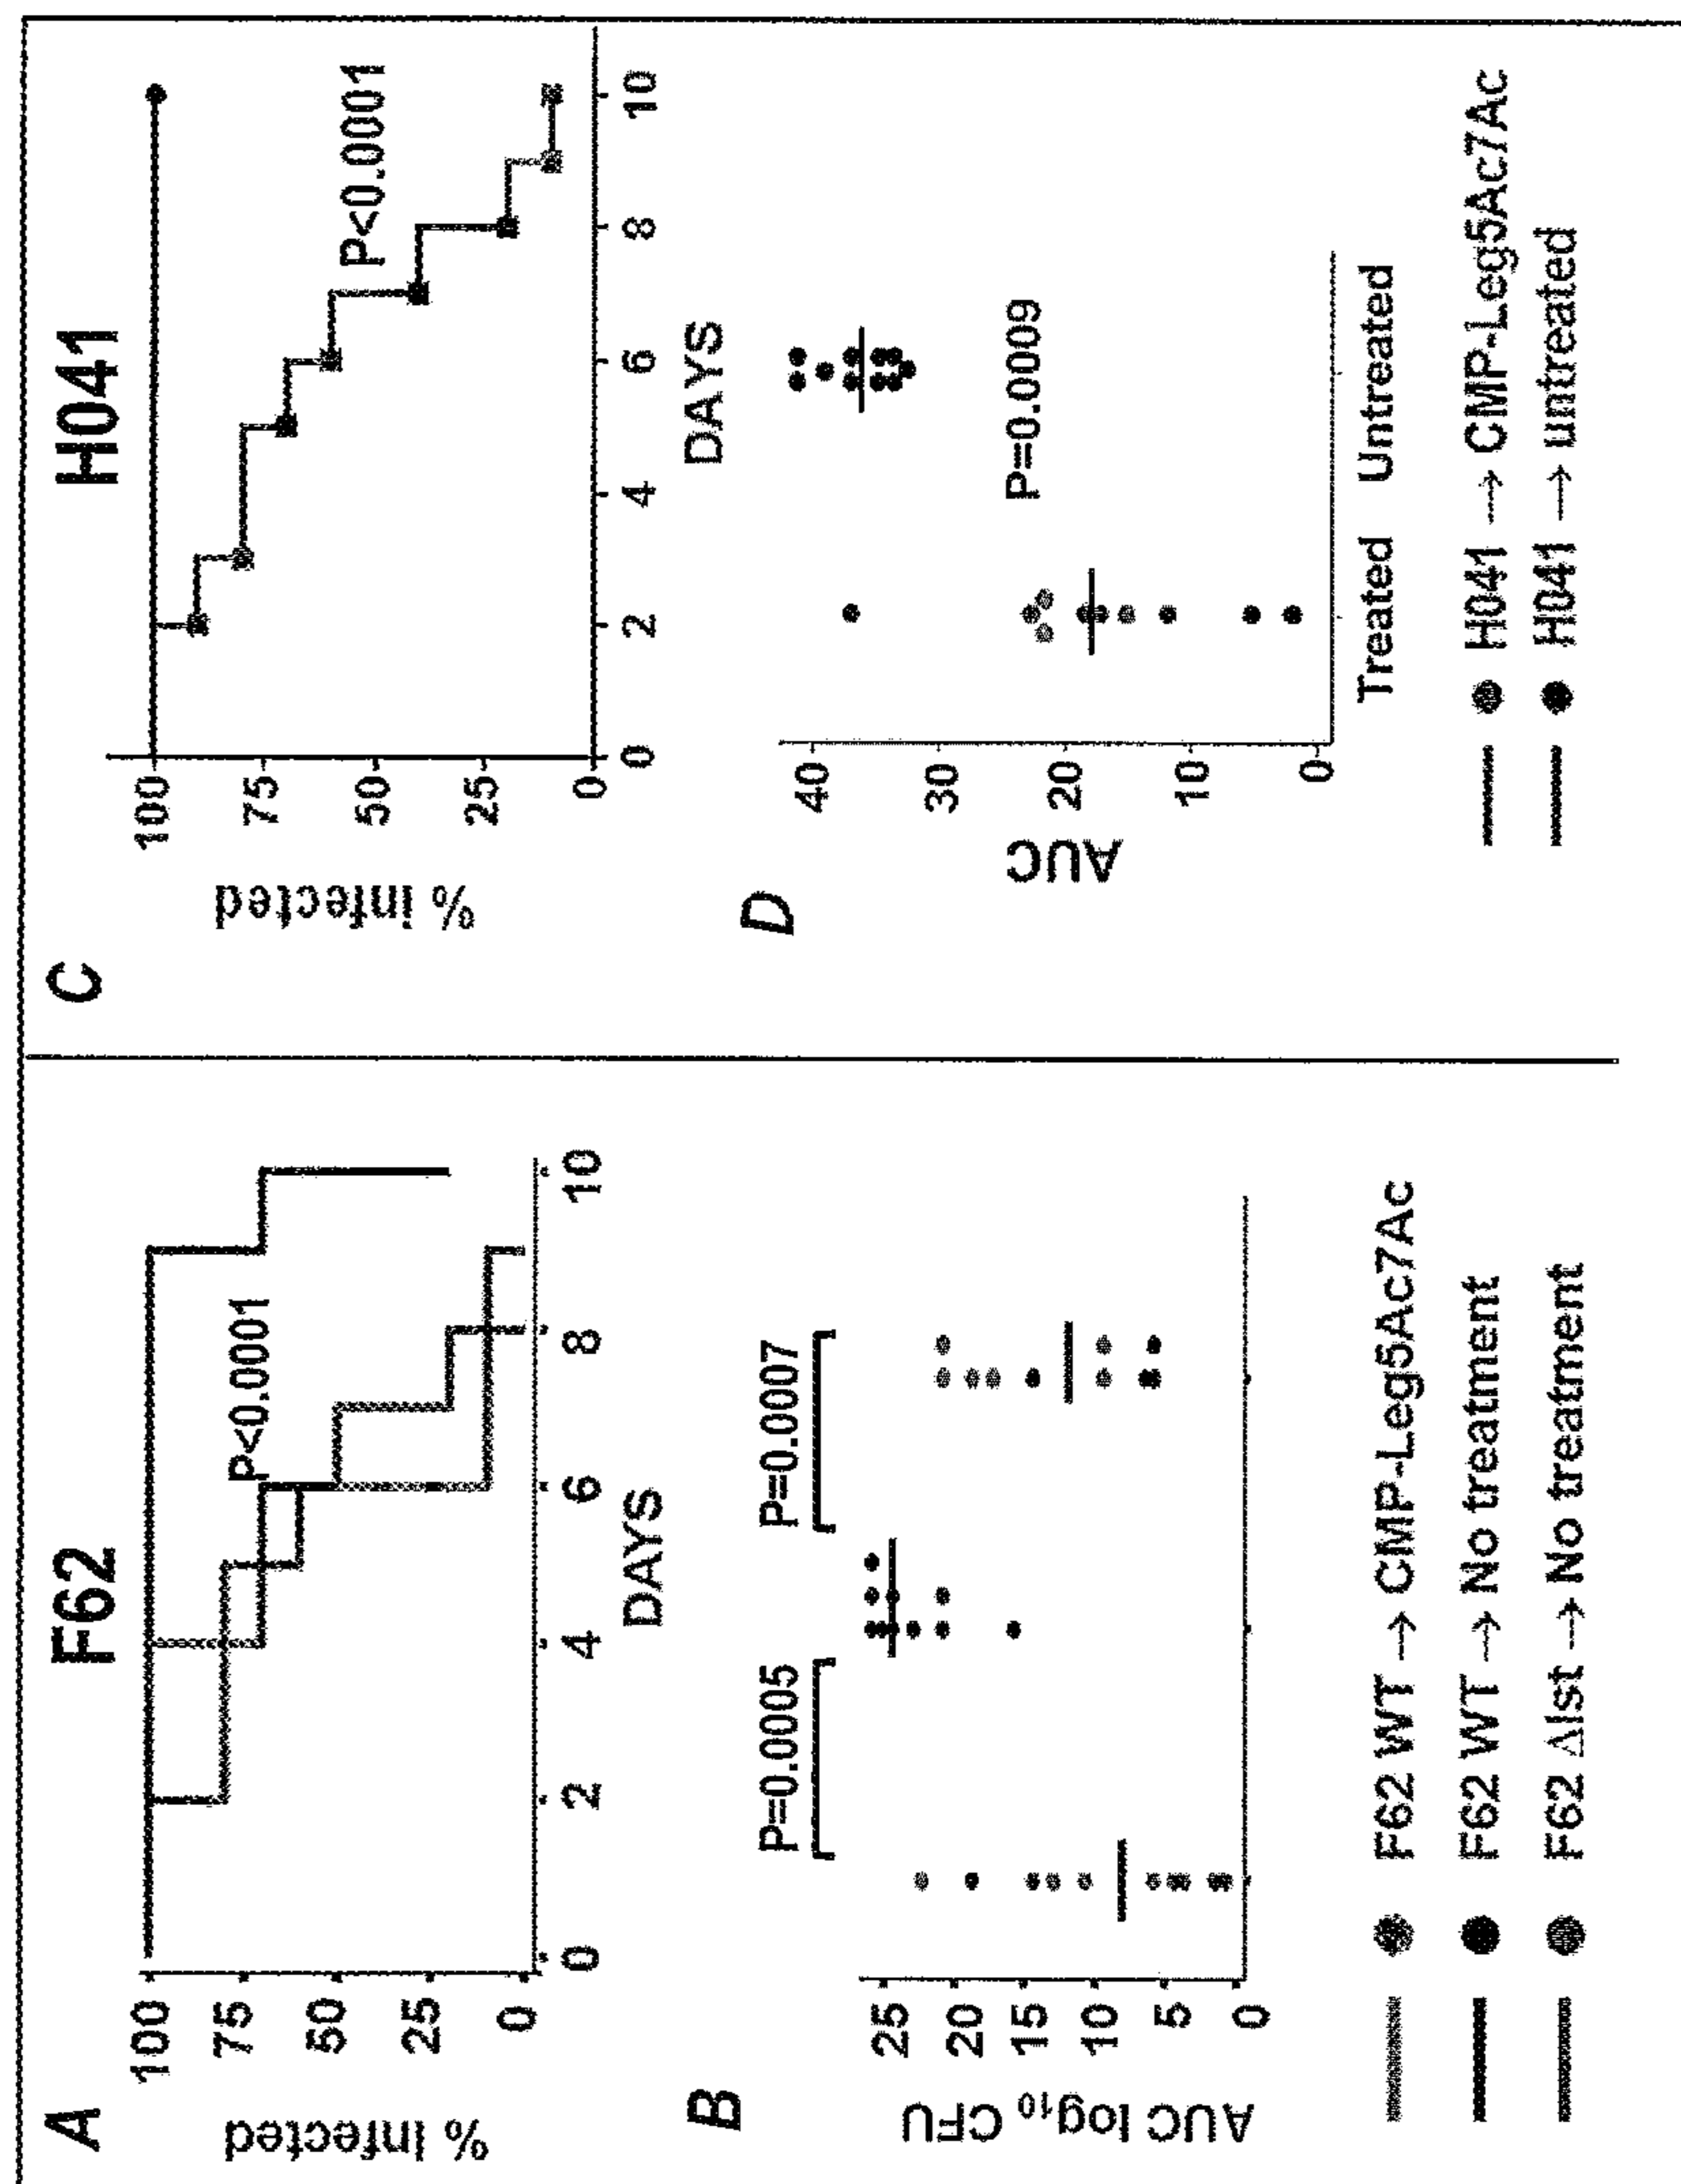 A
F62
% infected
100
75
50
25
0
P<0.0001
0 2 4 6 8 10
DAYS
B
AUC log₁₀ CFU
25
20
15
10
5
0
P=0.0005
P=0.0007
F62 WT → CMP-Leg5Ac7Ac
F62 WT → No treatment
F62 Δlst → No treatment
C
H041
% infected
100
75
50
25
0
P<0.0001
0 2 4 6 8 10
DAYS
D
AUC
40
30
20
10
0
P=0.0009
Treated Untreated
H041 → CMP-Leg5Ac7Ac
H041 → untreated